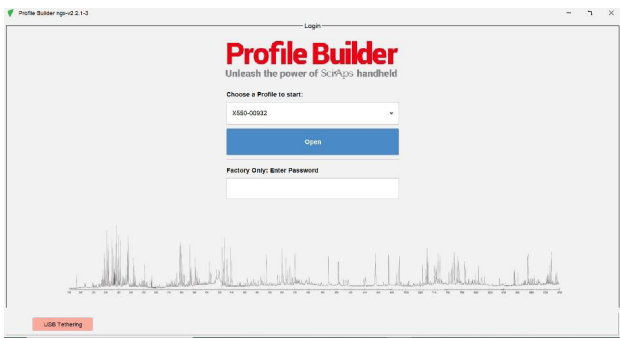 Profile Builder ngs-v2.2.1-3
Login
Profile Builder
Unleash the power of SciAps handheld
Choose a Profile to start:
X550-00932
Open
Factory Only: Enter Password
USB Tethering